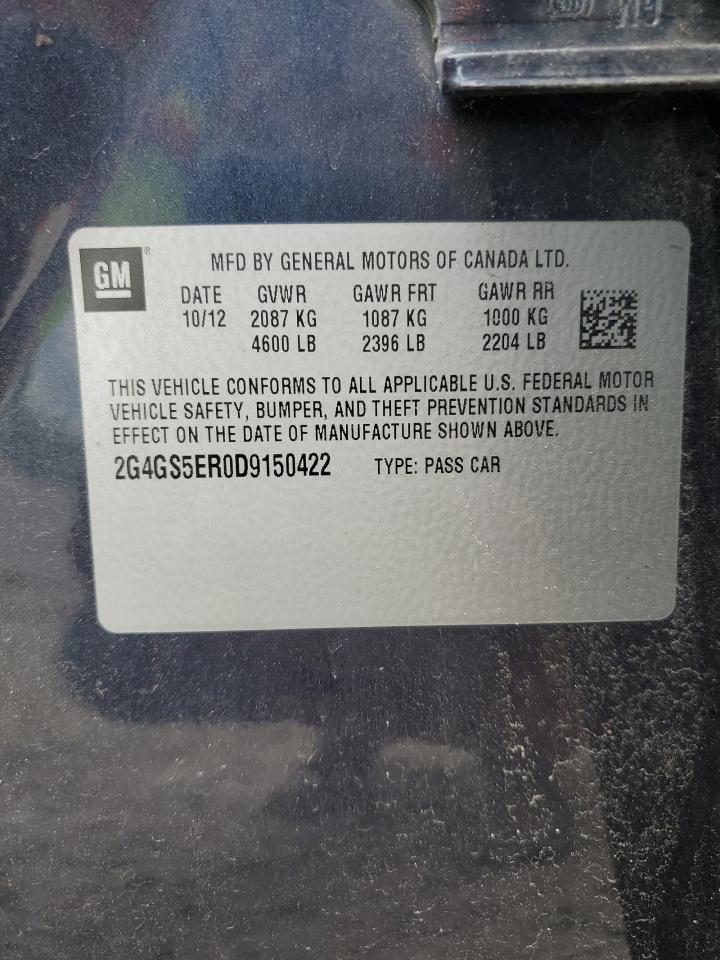 GM
MFD BY GENERAL MOTORS OF CANADA LTD.
DATE GVWR GAWR FRT GAWR RR
10/12 2087 KG 1087 KG 1000 KG
4600 LB 2396 LB 2204 LB
THIS VEHICLE CONFORMS TO ALL APPLICABLE U.S. FEDERAL MOTOR
VEHICLE SAFETY, BUMPER, AND THEFT PREVENTION STANDARDS IN
EFFECT ON THE DATE OF MANUFACTURE SHOWN ABOVE.
2G4GS5ER0D9150422 TYPE: PASS CAR